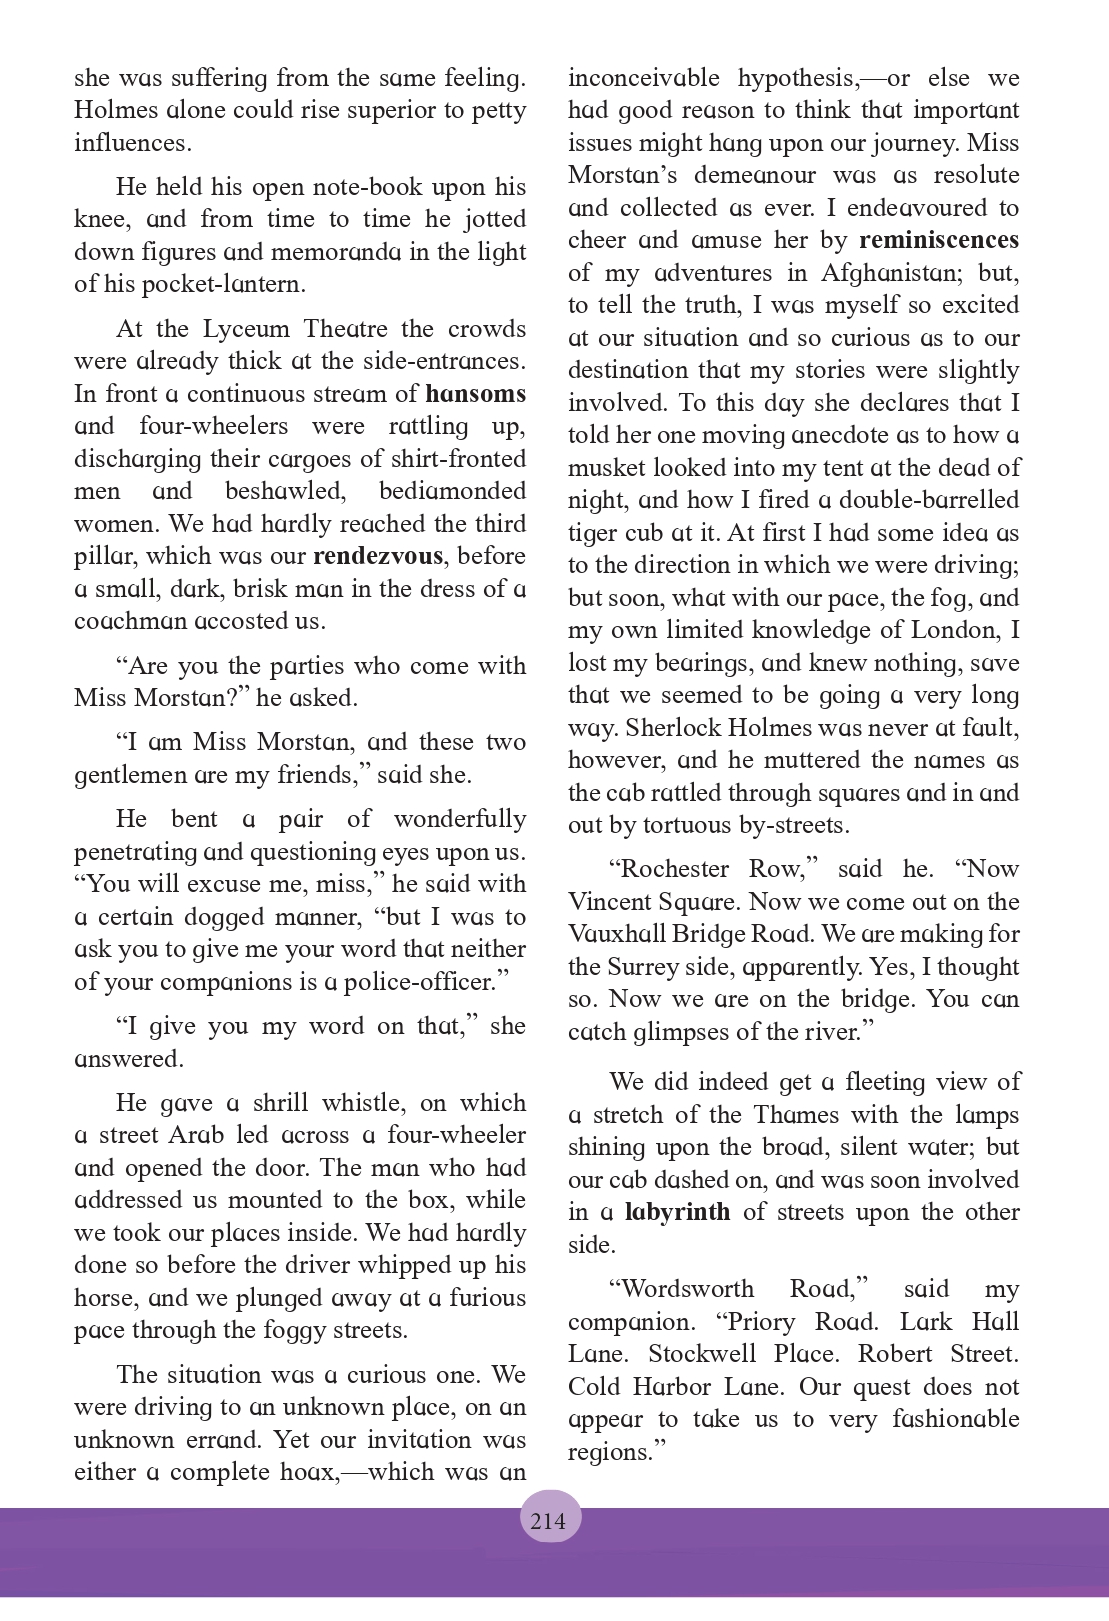 she was suffering from the same feeling.
Holmes alone could rise superior to petty
influences.
He held his open note-book upon his
knee, and from time to time he jotted
down figures and memoranda in the light
of his pocket-lantern.
At the Lyceum Theatre the crowds
were already thick at the side-entrances.
In front a continuous stream of hansoms
and four-wheelers were rattling up,
discharging their cargoes of shirt-fronted
men and beshawled, bediamonded
women. We had hardly reached the third
pillar, which was our rendezvous, before
a small, dark, brisk man in the dress of a
coachman accosted us.
“Are you the parties who come with
Miss Morstan?” he asked.
“I am Miss Morstan, and these two
gentlemen are my friends,” said she.
He bent a pair of wonderfully
penetrating and questioning eyes upon us.
“You will excuse me, miss,” he said with
a certain dogged manner, “but I was to
ask you to give me your word that neither
of your companions is a police-officer.”
“I give you my word on that,” she
answered.
He gave a shrill whistle, on which
a street Arab led across a four-wheeler
and opened the door. The man who had
addressed us mounted to the box, while
we took our places inside. We had hardly
done so before the driver whipped up his
horse, and we plunged away at a furious
pace through the foggy streets.
The situation was a curious one. We
were driving to an unknown place, on an
unknown errand. Yet our invitation was
either a complete hoax,—which was an
inconceivable hypothesis,—or else we
had good reason to think that important
issues might hang upon our journey. Miss
Morstan’s demeanour was as resolute
and collected as ever. I endeavoured to
cheer and amuse her by reminiscences
of my adventures in Afghanistan; but,
to tell the truth, I was myself so excited
at our situation and so curious as to our
destination that my stories were slightly
involved. To this day she declares that I
told her one moving anecdote as to how a
musket looked into my tent at the dead of
night, and how I fired a double-barrelled
tiger cub at it. At first I had some idea as
to the direction in which we were driving;
but soon, what with our pace, the fog, and
my own limited knowledge of London, I
lost my bearings, and knew nothing, save
that we seemed to be going a very long
way. Sherlock Holmes was never at fault,
however, and he muttered the names as
the cab rattled through squares and in and
out by tortuous by-streets.
“Rochester Row,” said he. “Now
Vincent Square. Now we come out on the
Vauxhall Bridge Road. We are making for
the Surrey side, apparently. Yes, I thought
so. Now we are on the bridge. You can
catch glimpses of the river.”
We did indeed get a fleeting view of
a stretch of the Thames with the lamps
shining upon the broad, silent water; but
our cab dashed on, and was soon involved
in a labyrinth of streets upon the other
side.
“Wordsworth Road,” said my
companion. “Priory Road. Lark Hall
Lane. Stockwell Place. Robert Street.
Cold Harbor Lane. Our quest does not
appear to take us to very fashionable
regions.”
214